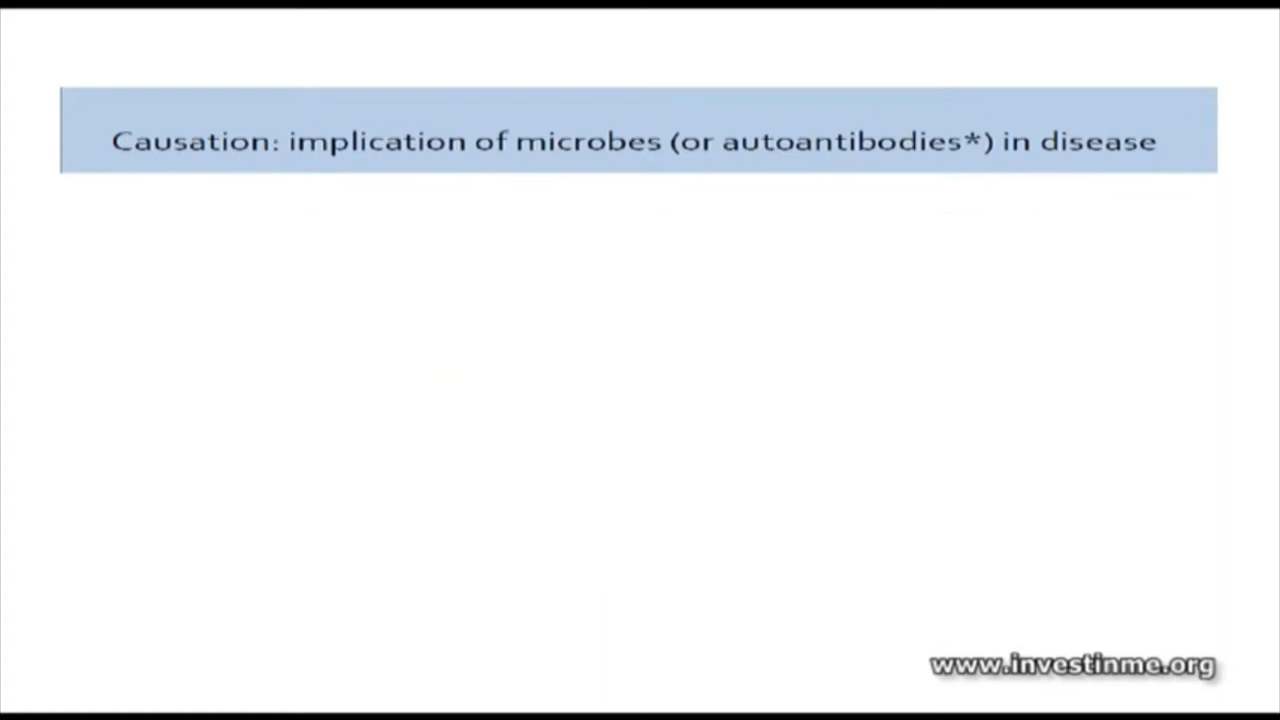 Causation: implication of microbes (or autoantibodies*) in disease
www.investinme.org